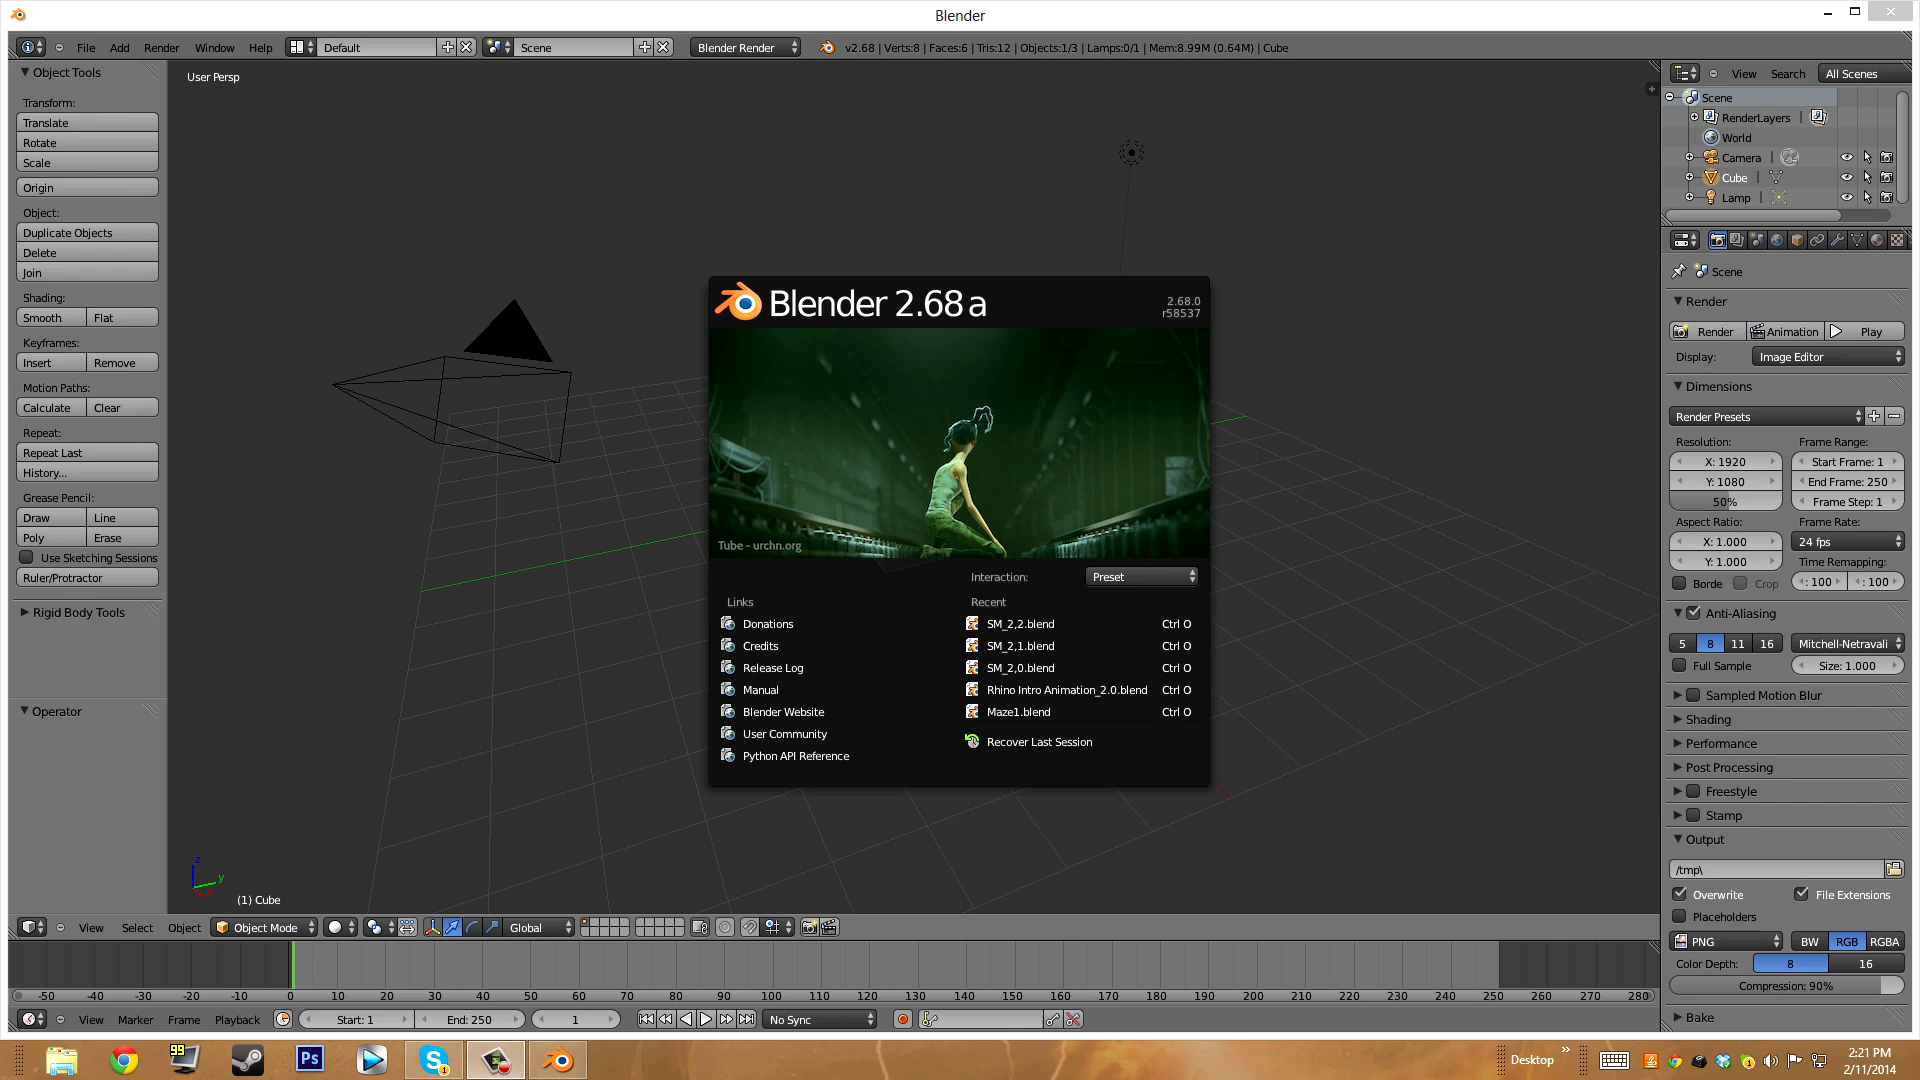 Blender
File Add Render Window Help Default Scene Blender Render v2.68 | Verts:8 | Faces:6 | Tris:12 | Objects:1/3 | Lamps:0/1 | Mem:8.99M (0.64M) | Cube
Object Tools
Transform:
Translate
Rotate
Scale
Origin
Object:
Duplicate Objects
Delete
Join
Shading:
Smooth Flat
Keyframes:
Insert Remove
Motion Paths:
Calculate Clear
Repeat:
Repeat Last
History...
Grease Pencil:
Draw Line
Poly Erase
Use Sketching Sessions
Ruler/Protractor
Rigid Body Tools
Operator
User Persp
Blender 2.68a
2.68.0
r58537
Tube - urchn.org
Interaction: Preset
Links
Donations
Credits
Release Log
Manual
Blender Website
User Community
Python API Reference
Recent
SM_2,2.blend Ctrl O
SM_2,1.blend Ctrl O
SM_2,0.blend Ctrl O
Rhino Intro Animation_2.0.blend Ctrl O
Maze1.blend Ctrl O
Recover Last Session
z
y
(1) Cube
View Select Object Object Mode Global
-50 -40 -30 -20 -10 0 10 20 30 40 50 60 70 80 90 100 110 120 130 140 150 160 170 180 190 200 210 220 230 240 250 260 270 280
View Marker Frame Playback Start: 1 End: 250 1 No Sync
View Search All Scenes
Scene
RenderLayers
World
Camera
Cube
Lamp
Scene
Render
Render Animation Play
Display: Image Editor
Dimensions
Render Presets
Resolution: Frame Range:
X: 1920 Start Frame: 1
Y: 1080 End Frame: 250
50% Frame Step: 1
Aspect Ratio: Frame Rate:
X: 1.000 24 fps
Y: 1.000 Time Remapping:
Borde Crop : 100 : 100
Anti-Aliasing
5 8 11 16 Mitchell-Netravali
Full Sample Size: 1.000
Sampled Motion Blur
Shading
Performance
Post Processing
Freestyle
Stamp
Output
/tmp\
Overwrite File Extensions
Placeholders
PNG BW RGB RGBA
Color Depth: 8 16
Compression: 90%
Bake
99 Ps 1 Desktop »
2:21 PM
2/11/2014